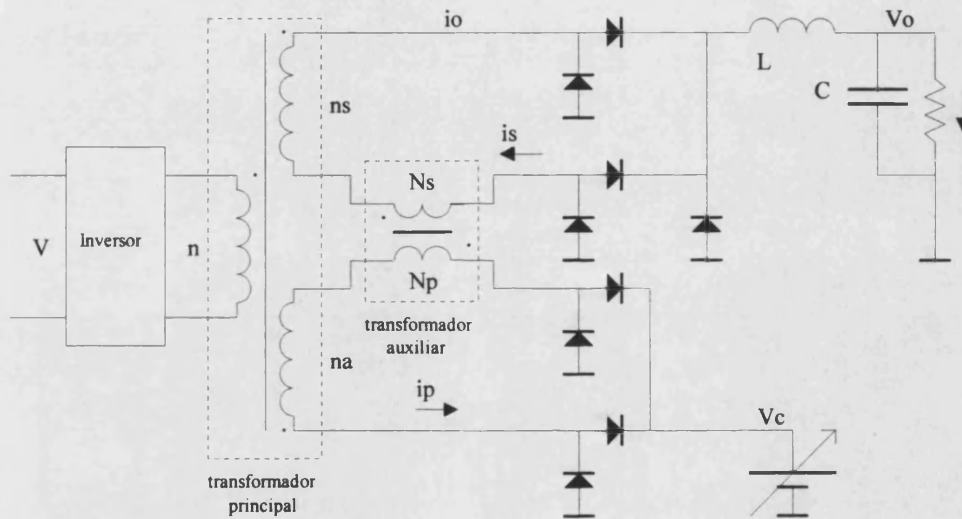 io
Vo
L
C
ns
is
Ns
V
Inversor
n
Np
transformador
auxiliar
na
ip
Vc
transformador
principal